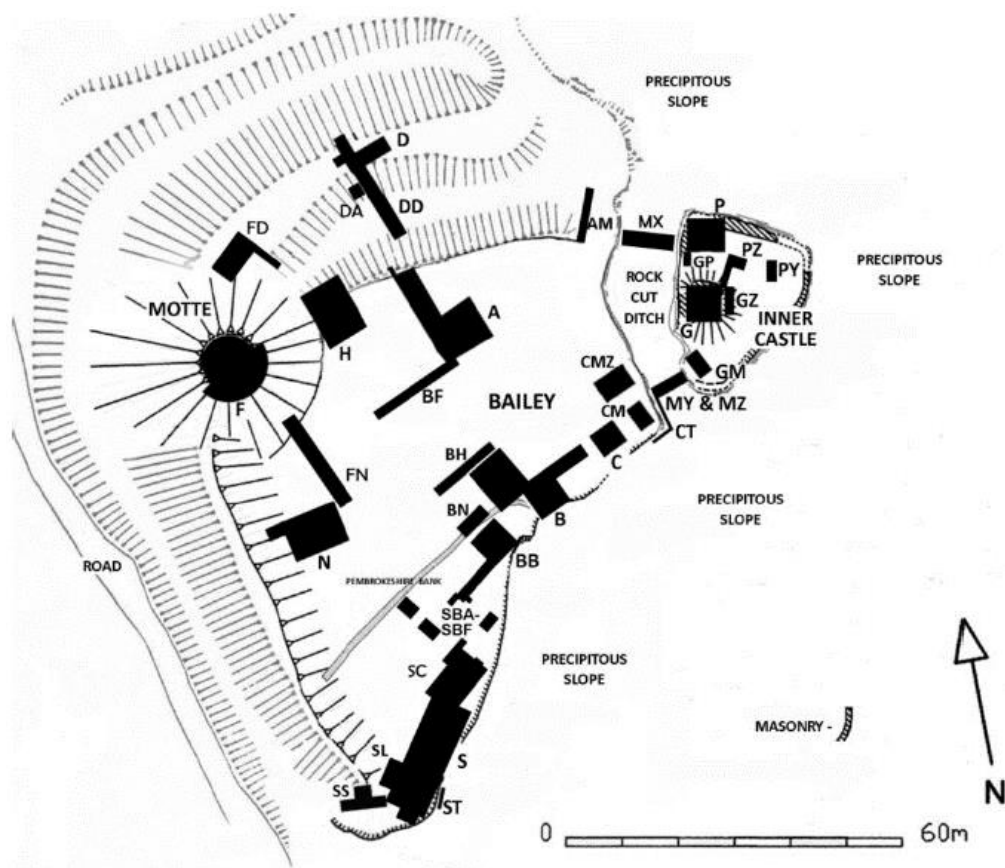 PRECIPITOUS
SLOPE
D
P
DA
DD
AM
MX
FD
PZ
GP
PY
PRECIPITOUS
SLOPE
ROCK
CUT
DITCH
MOTTE
GZ
A
INNER
CASTLE
G
H
CMZ
GM
BF
BAILEY
MY & MZ
F
CM
CT
C
BH
FN
B
BN
PRECIPITOUS
SLOPE
N
BB
ROAD
PEMBROKESHIRE BANK
SBA-
SBF
SC
PRECIPITOUS
SLOPE
MASONRY -
SL
S
SS
ST
N
0
60m